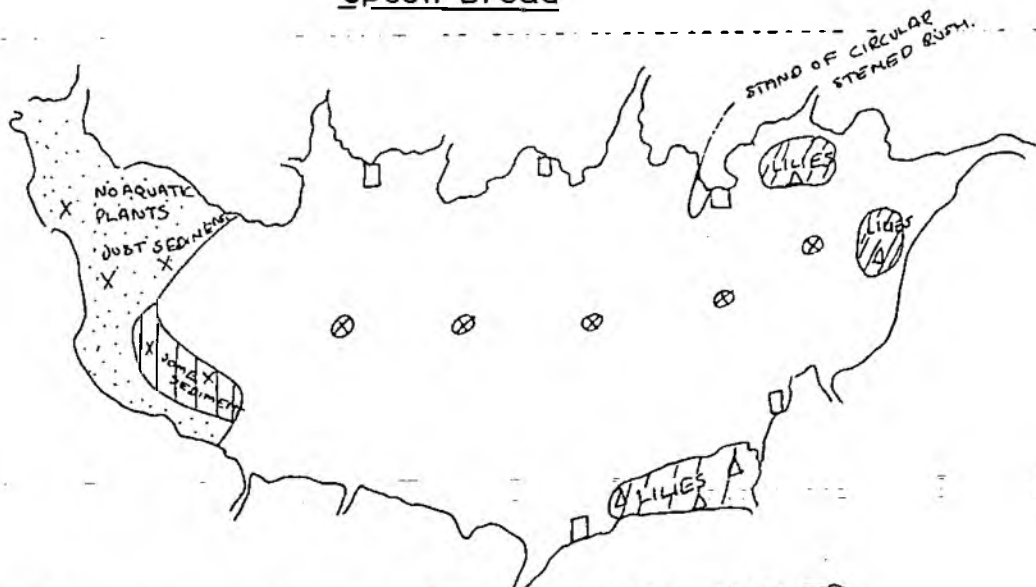 Upton Broad
STAND OF CIRCULAR
STEMED RUSH.
LILIES
NO AQUATIC
PLANTS
JUST SEDIMENT
LILIES
SOME
SEDIMENT
LILIES